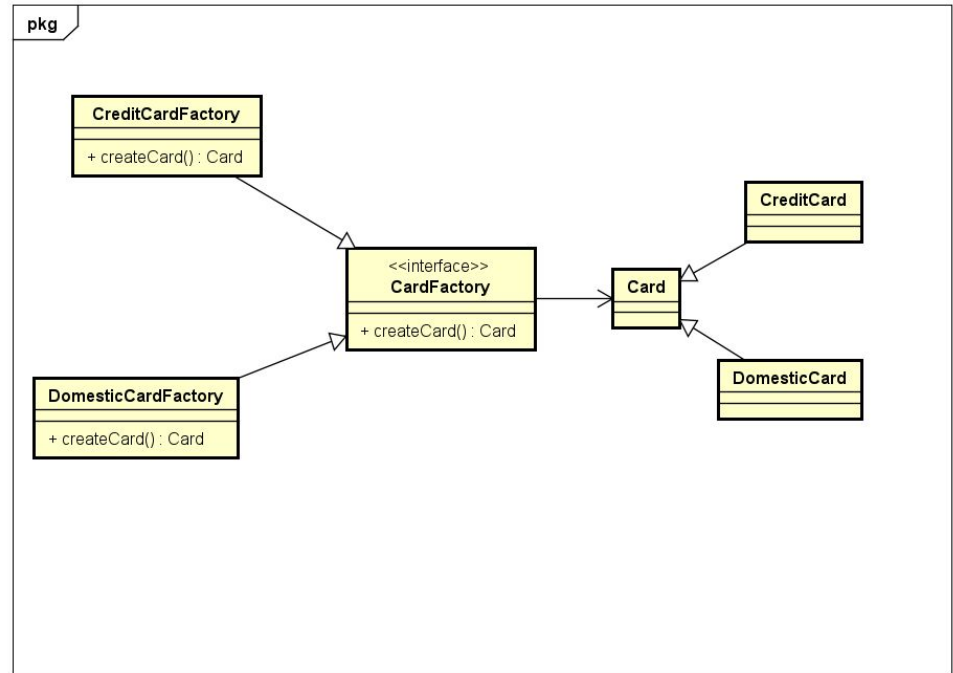 pkg
CreditCardFactory
+ createCard() : Card
<<interface>>
CardFactory
+ createCard() : Card
DomesticCardFactory
+ createCard() : Card
Card
CreditCard
DomesticCard